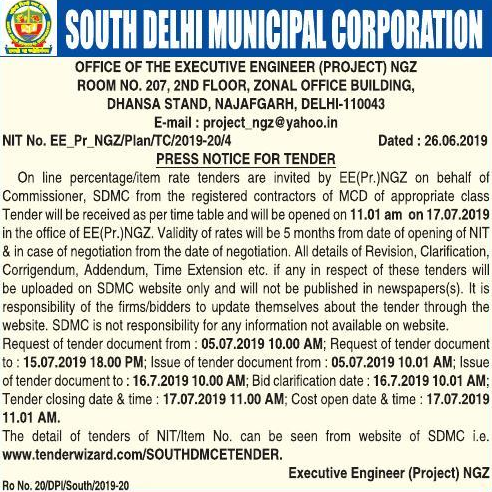 SOUTH DELHI MUNICIPAL CORPORATION
OFFICE OF THE EXECUTIVE ENGINEER (PROJECT) NGZ
ROOM NO. 207, 2ND FLOOR, ZONAL OFFICE BUILDING,
DHANSA STAND, NAJAFGARH, DELHI-110043
E-mail : project_ngz@yahoo.in
NIT No. EE_Pr_NGZ/Plan/TC/2019-20/4 Dated : 26.06.2019
PRESS NOTICE FOR TENDER
On line percentage/item rate tenders are invited by EE(Pr.)NGZ on behalf of
Commissioner, SDMC from the registered contractors of MCD of appropriate class
Tender will be received as per time table and will be opened on 11.01 am on 17.07.2019
in the office of EE(Pr.)NGZ. Validity of rates will be 5 months from date of opening of NIT
& in case of negotiation from the date of negotiation. All details of Revision, Clarification,
Corrigendum, Addendum, Time Extension etc. if any in respect of these tenders will
be uploaded on SDMC website only and will not be published in newspapers(s). It is
responsibility of the firms/bidders to update themselves about the tender through the
website. SDMC is not responsibility for any information not available on website.
Request of tender document from : 05.07.2019 10.00 AM; Request of tender document
to : 15.07.2019 18.00 PM; Issue of tender document from : 05.07.2019 10.01 AM; Issue
of tender document to : 16.7.2019 10.00 AM; Bid clarification date : 16.7.2019 10.01 AM;
Tender closing date & time : 17.07.2019 11.00 AM; Cost open date & time : 17.07.2019
11.01 AM.
The detail of tenders of NIT/Item No. can be seen from website of SDMC i.e.
www.tenderwizard.com/SOUTHDMCETENDER.
Executive Engineer (Project) NGZ
Ro No. 20/DPI/South/2019-20